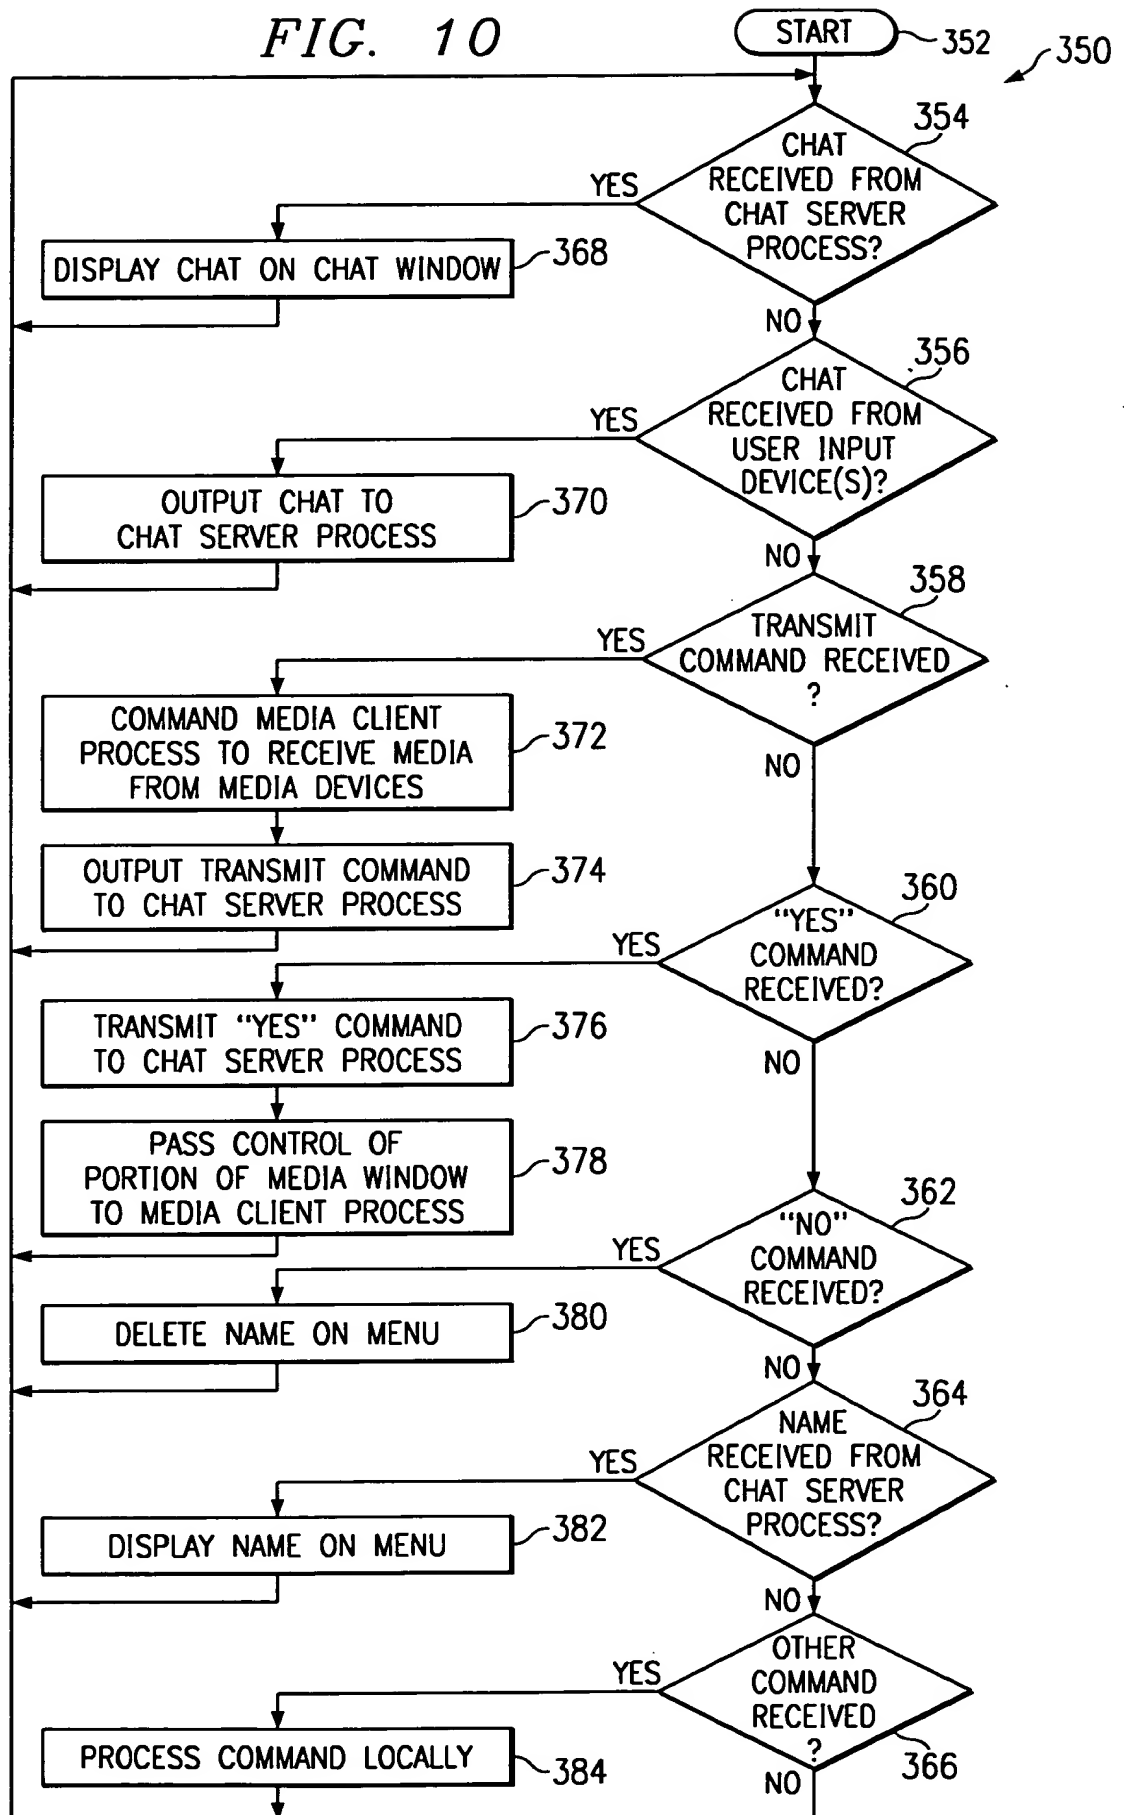 FIG. 10
START
352
350
354
CHAT
RECEIVED FROM
CHAT SERVER
PROCESS?
YES
DISPLAY CHAT ON CHAT WINDOW
368
NO
356
CHAT
RECEIVED FROM
USER INPUT
DEVICE(S)?
YES
OUTPUT CHAT TO
CHAT SERVER PROCESS
370
NO
358
TRANSMIT
COMMAND RECEIVED
?
YES
COMMAND MEDIA CLIENT
PROCESS TO RECEIVE MEDIA
FROM MEDIA DEVICES
372
NO
OUTPUT TRANSMIT COMMAND
TO CHAT SERVER PROCESS
374
360
"YES"
COMMAND
RECEIVED?
YES
TRANSMIT "YES" COMMAND
TO CHAT SERVER PROCESS
376
NO
PASS CONTROL OF
PORTION OF MEDIA WINDOW
TO MEDIA CLIENT PROCESS
378
362
"NO"
COMMAND
RECEIVED?
YES
DELETE NAME ON MENU
380
NO
364
NAME
RECEIVED FROM
CHAT SERVER
PROCESS?
YES
DISPLAY NAME ON MENU
382
NO
OTHER
COMMAND
RECEIVED
?
366
YES
PROCESS COMMAND LOCALLY
384
NO